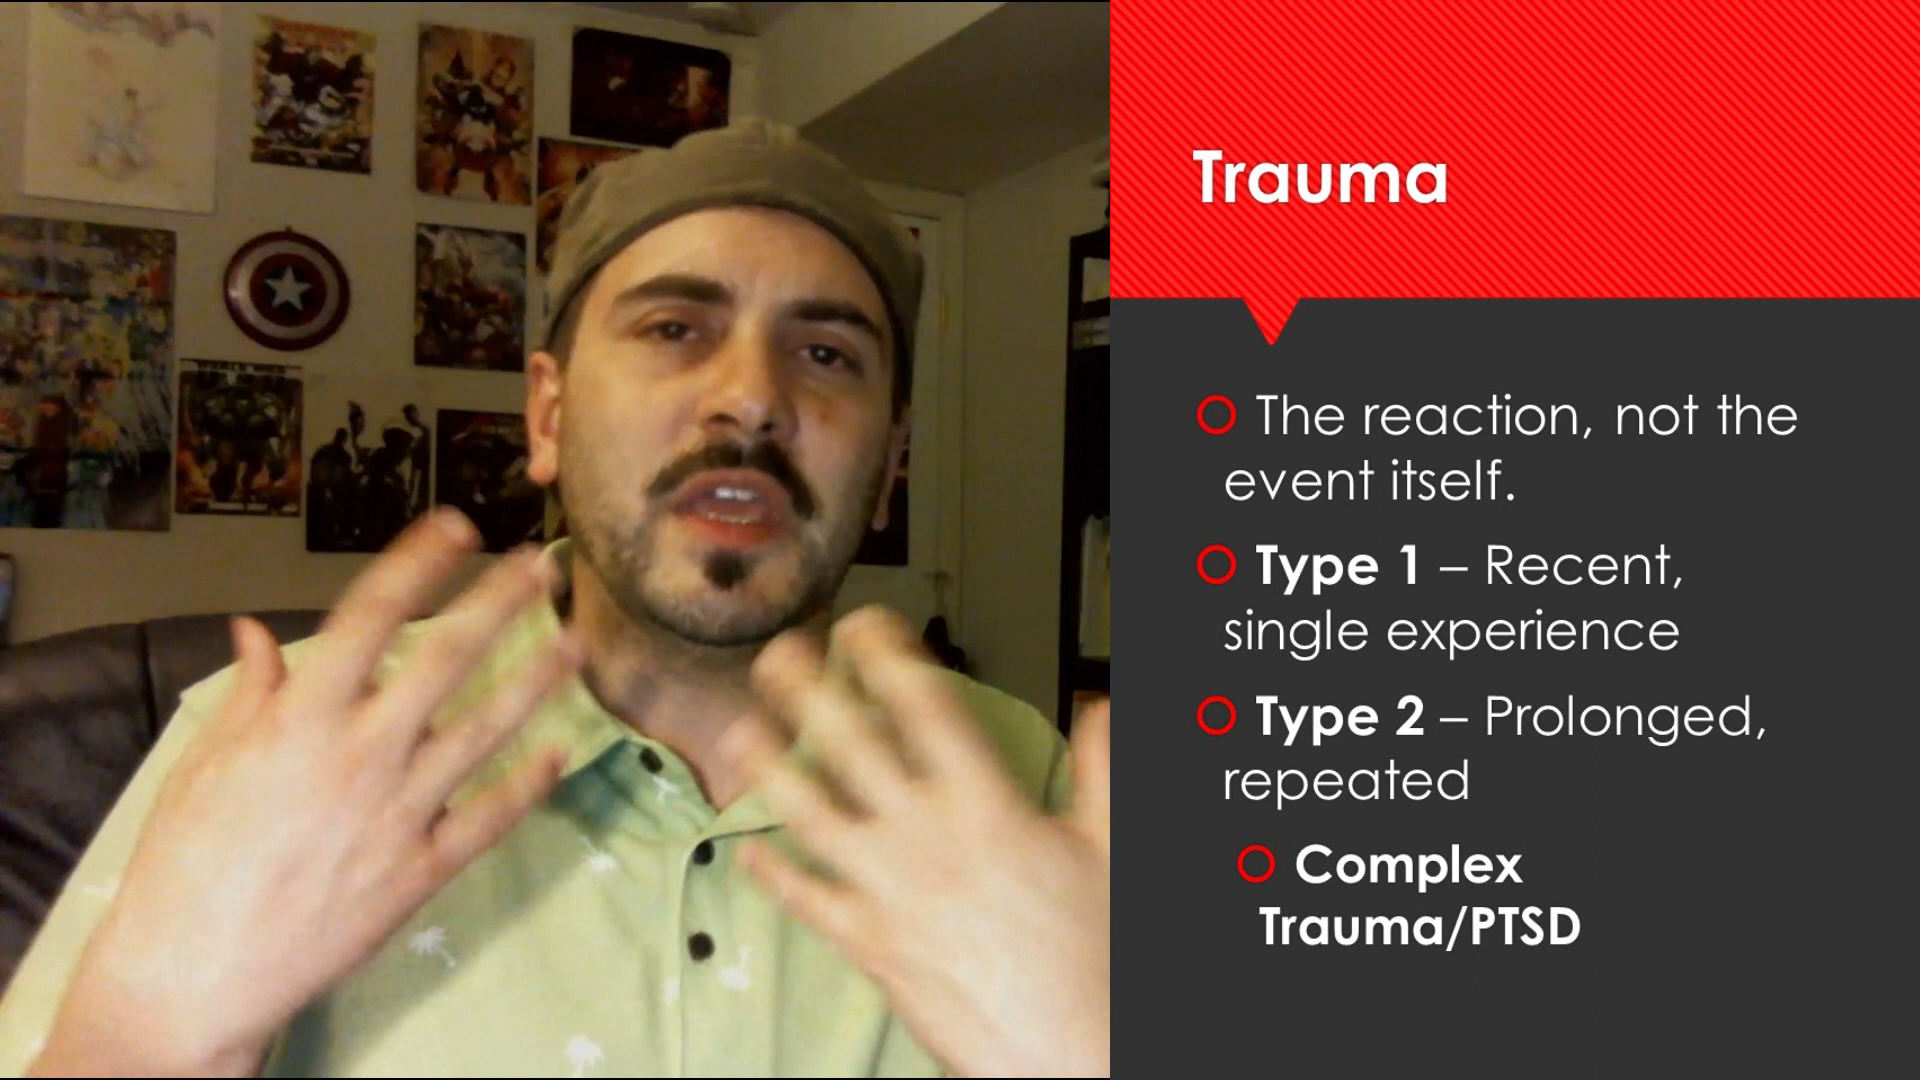 Trauma
The reaction, not the
event itself.
Type 1 – Recent,
single experience
Type 2 – Prolonged,
repeated
Complex
Trauma/PTSD